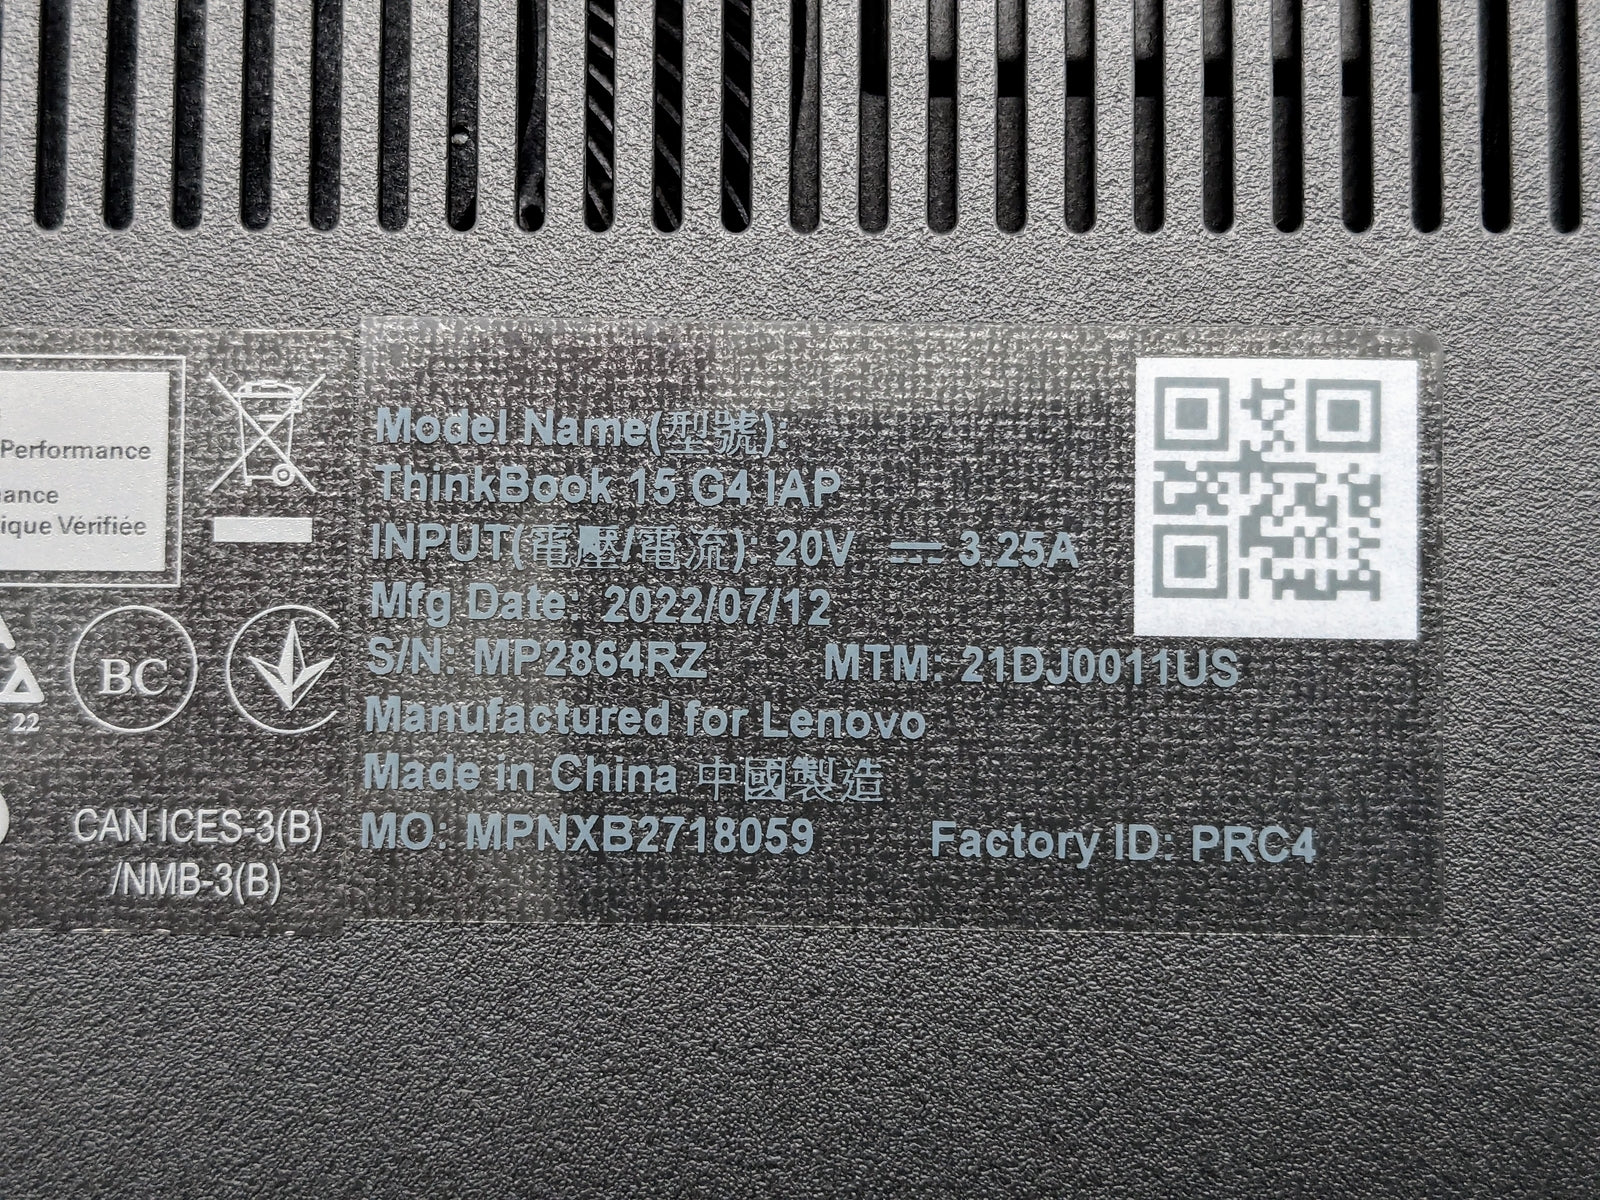 Performance
ance
ique Vérifiée
22
BC
CAN ICES-3(B)
/NMB-3(B)
Model Name(型號):
ThinkBook 15 G4 IAP
INPUT(電壓/電流): 20V ⎓ 3.25A
Mfg Date: 2022/07/12
S/N: MP2864RZ MTM: 21DJ0011US
Manufactured for Lenovo
Made in China 中國製造
MO: MPNXB2718059 Factory ID: PRC4